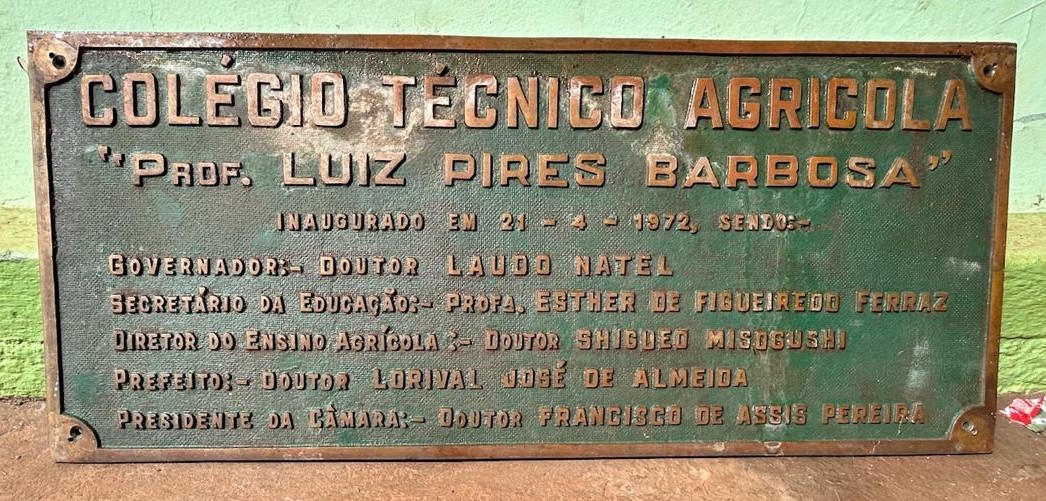 COLÉGIO TÉCNICO AGRICOLA
"PROF. LUIZ PIRES BARBOSA"
INAUGURADO EM 21 - 4 - 1972, SENDO:-
GOVERNADOR:- DOUTOR LAUDO NATEL
SECRETÁRIO DA EDUCAÇÃO:- PROFA. ESTHER DE FIGUEIREDO FERRAZ
DIRETOR DO ENSINO AGRÍCOLA :- DOUTOR SHIGUEO MISOGUSHI
PREFEITO:- DOUTOR LORIVAL JOSÉ DE ALMEIDA
PRESIDENTE DA CÂMARA:- DOUTOR FRANCISCO DE ASSIS PEREIRA